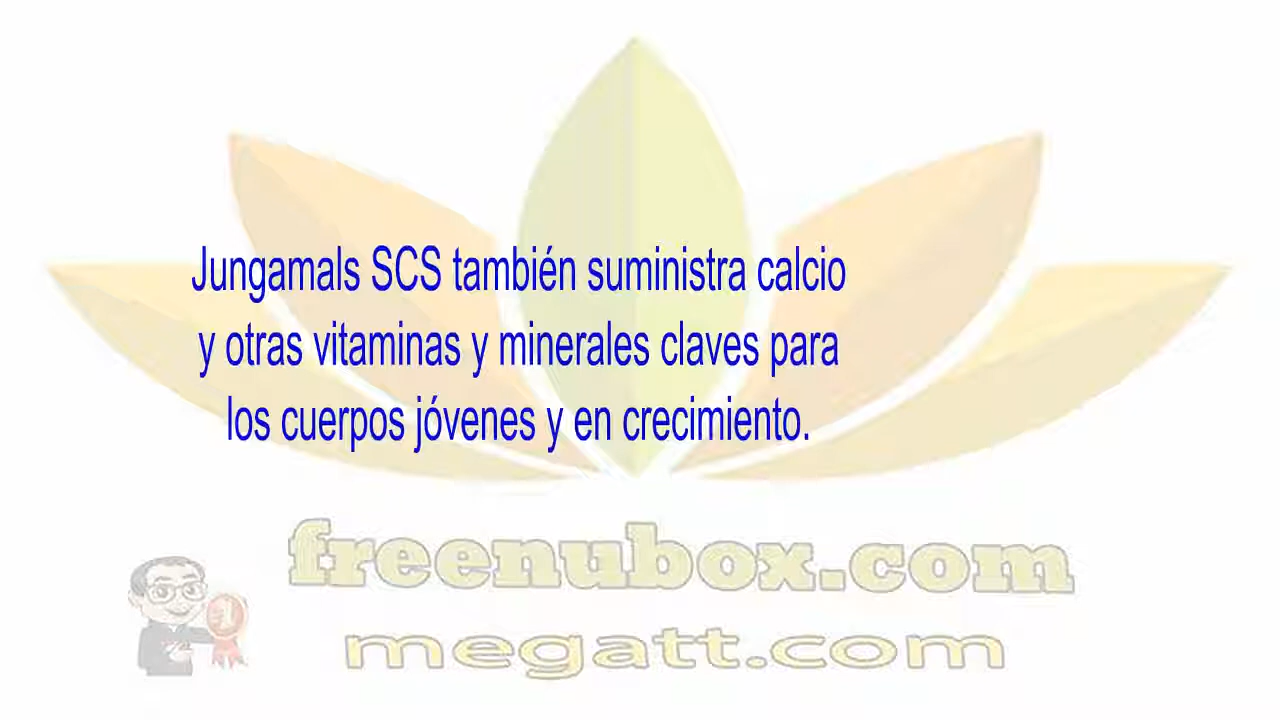 Jungamals SCS también suministra calcio
y otras vitaminas y minerales claves para
los cuerpos jóvenes y en crecimiento.
freenubox.com
#1
megatt.com